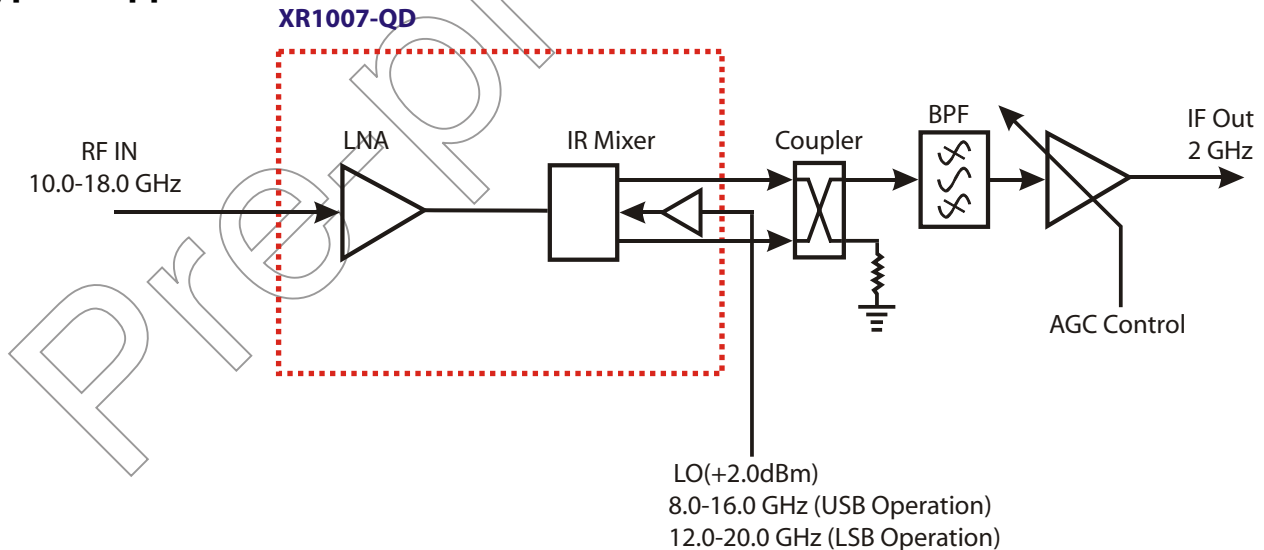 XR1007-QD
LNA
IR Mixer
Coupler
BPF
IF Out
2 GHz
RF IN
10.0-18.0 GHz
AGC Control
LO(+2.0dBm)
8.0-16.0 GHz (USB Operation)
12.0-20.0 GHz (LSB Operation)